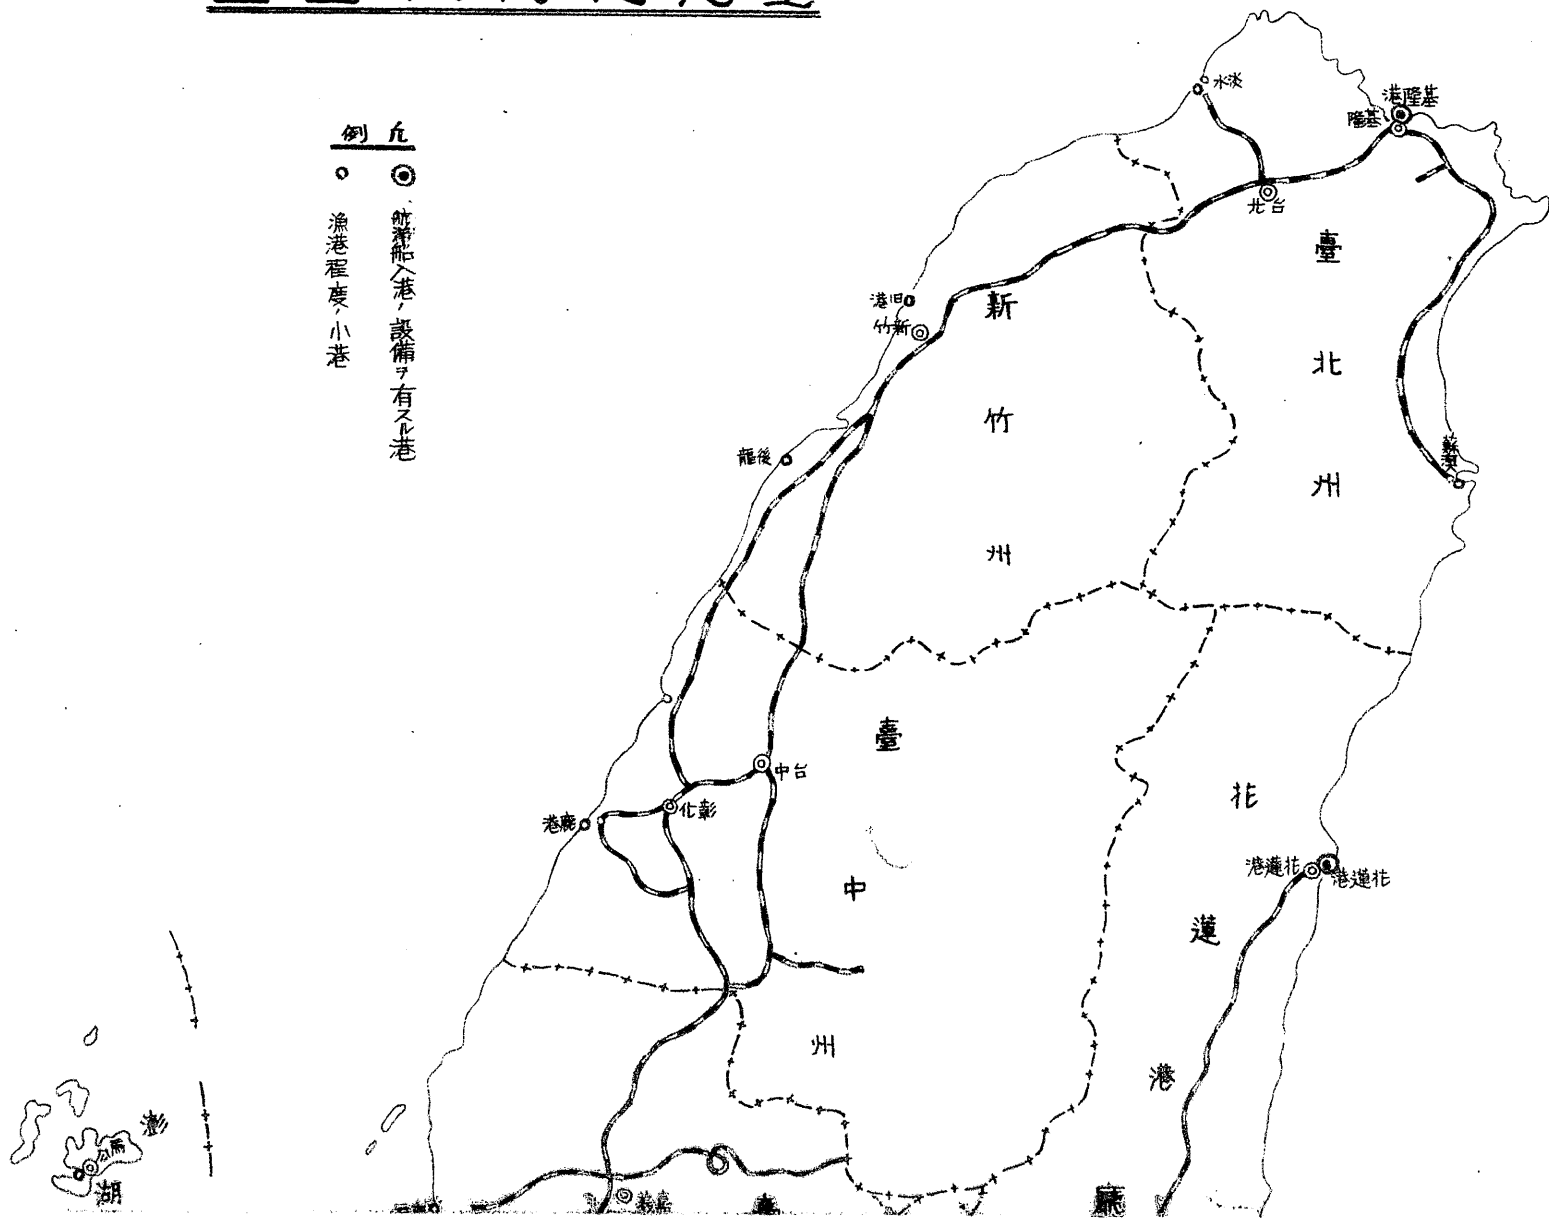 凡例
航洋船入港ノ設備ヲ有スル港
漁港程度ノ小港
淡水
基隆港
基隆
台北
臺北州
旧港
新竹
新竹州
後龍
蘇澳
台中
彰化
鹿港
臺中州
花蓮港
花蓮港
花蓮港廳
馬公
澎湖